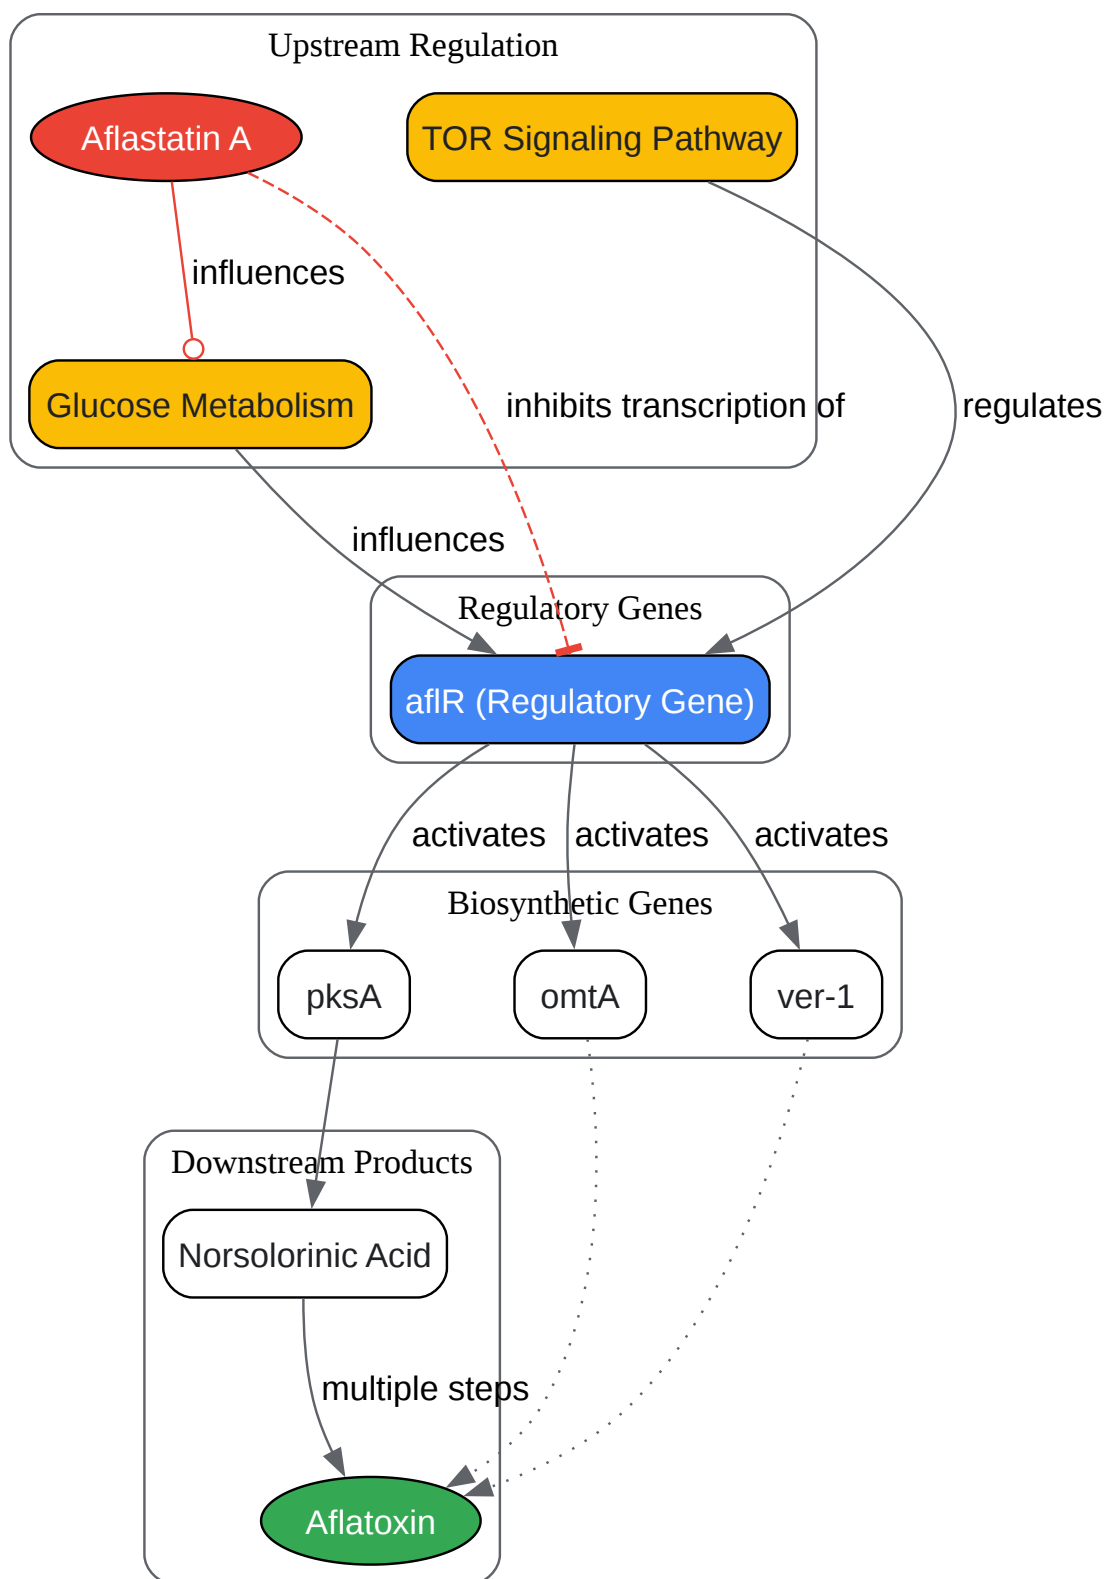 Upstream Regulation
Aflastatin A
TOR Signaling Pathway
influences
Glucose Metabolism
inhibits transcription of
regulates
influences
Regulatory Genes
aflR (Regulatory Gene)
activates
activates
activates
Biosynthetic Genes
pksA
omtA
ver-1
Downstream Products
Norsolorinic Acid
multiple steps
Aflatoxin